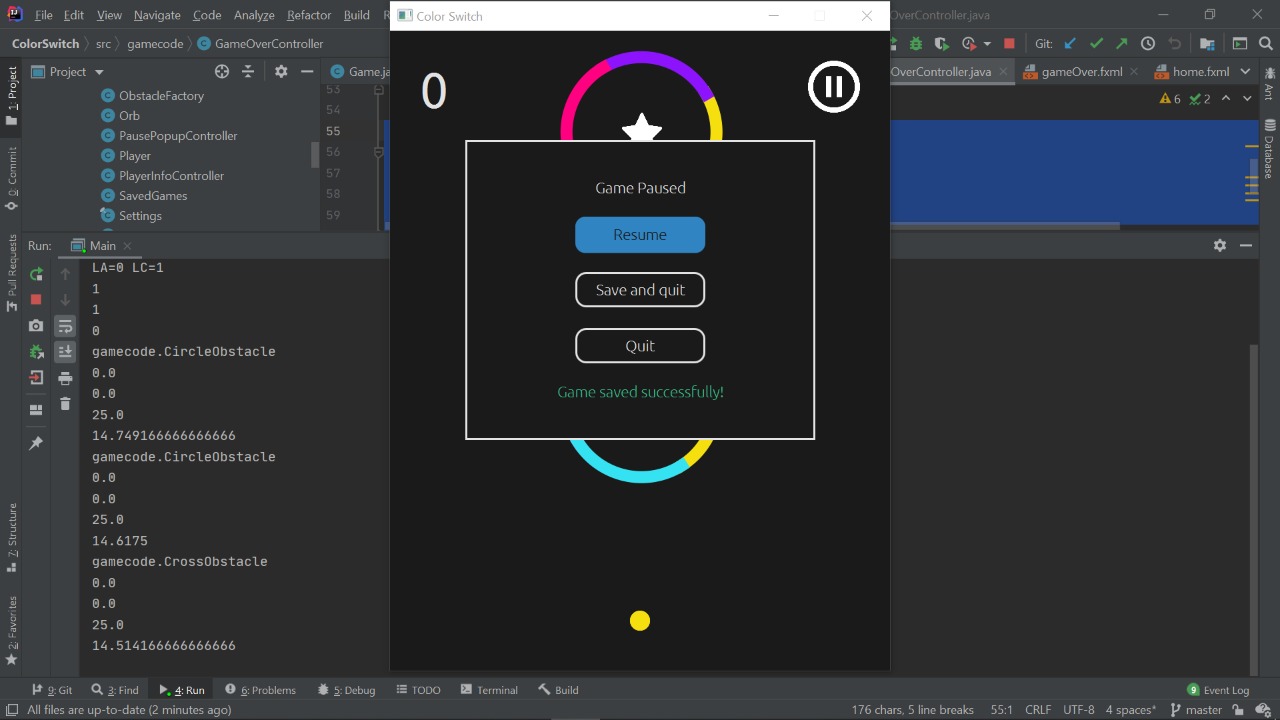 File Edit View Navigate Code Analyze Refactor Build
Color Switch
OverController.java
ColorSwitch src gamecode GameOverController
Git:
1: Project
Project
Game.ja
OverController.java
gameOver.fxml
home.fxml
Ant
ObstacleFactory
Orb
PausePopupController
Player
PlayerInfoController
SavedGames
Settings
53
54
55
56
57
58
59
6 2
0
Database
0: Commit
Pull Requests
7: Structure
2: Favorites
Run: Main
LA=0 LC=1
1
1
0
gamecode.CircleObstacle
0.0
0.0
25.0
14.749166666666666
gamecode.CircleObstacle
0.0
0.0
25.0
14.6175
gamecode.CrossObstacle
0.0
0.0
25.0
14.514166666666666
Game Paused
Resume
Save and quit
Quit
Game saved successfully!
9: Git 3: Find 4: Run 6: Problems 5: Debug TODO Terminal Build
9 Event Log
All files are up-to-date (2 minutes ago)
176 chars, 5 line breaks 55:1 CRLF UTF-8 4 spaces* master